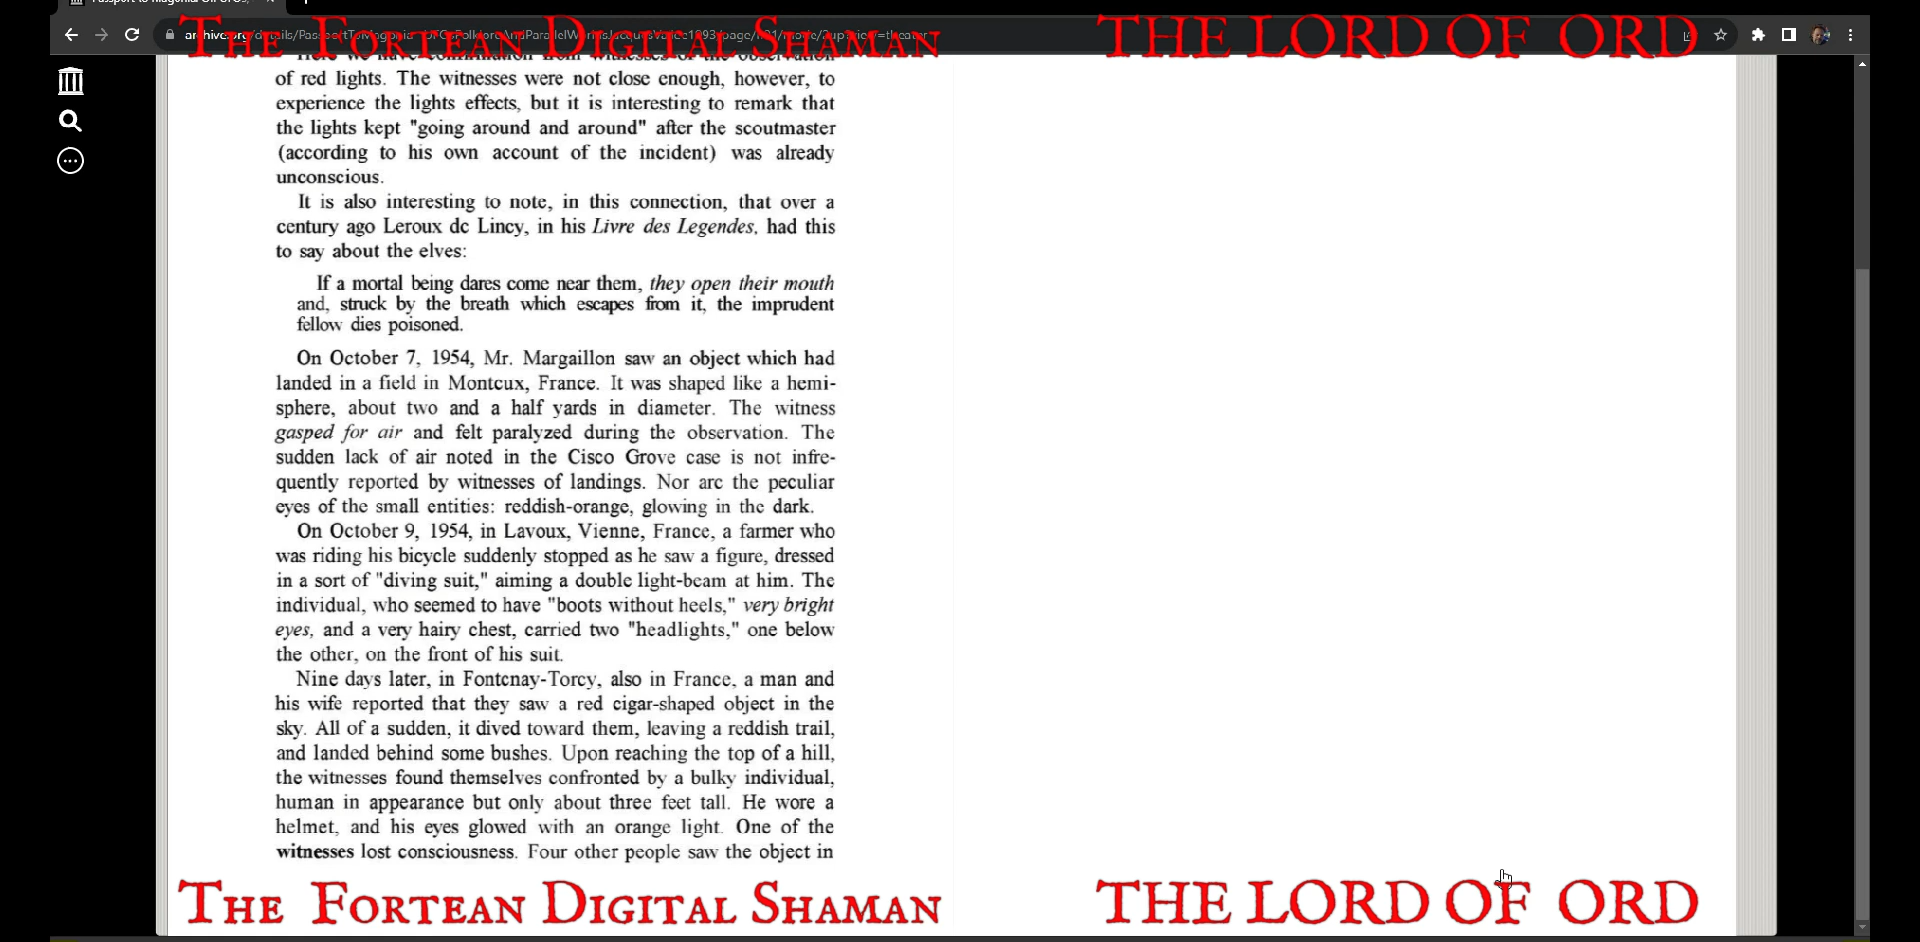 THE FORTEAN DIGITAL SHAMAN THE LORD OF ORD
of red lights. The witnesses were not close enough, however, to
experience the lights effects, but it is interesting to remark that
the lights kept "going around and around" after the scoutmaster
(according to his own account of the incident) was already
unconscious.
It is also interesting to note, in this connection, that over a
century ago Leroux dc Lincy, in his Livre des Legendes, had this
to say about the elves:
If a mortal being dares come near them, they open their mouth
and, struck by the breath which escapes from it, the imprudent
fellow dies poisoned.
On October 7, 1954, Mr. Margaillon saw an object which had
landed in a field in Montcux, France. It was shaped like a hemi-
sphere, about two and a half yards in diameter. The witness
gasped for air and felt paralyzed during the observation. The
sudden lack of air noted in the Cisco Grove case is not infre-
quently reported by witnesses of landings. Nor arc the peculiar
eyes of the small entities: reddish-orange, glowing in the dark.
On October 9, 1954, in Lavoux, Vienne, France, a farmer who
was riding his bicycle suddenly stopped as he saw a figure, dressed
in a sort of "diving suit," aiming a double light-beam at him. The
individual, who seemed to have "boots without heels," very bright
eyes, and a very hairy chest, carried two "headlights," one below
the other, on the front of his suit.
Nine days later, in Fontcnay-Torcy, also in France, a man and
his wife reported that they saw a red cigar-shaped object in the
sky. All of a sudden, it dived toward them, leaving a reddish trail,
and landed behind some bushes. Upon reaching the top of a hill,
the witnesses found themselves confronted by a bulky individual,
human in appearance but only about three feet tall. He wore a
helmet, and his eyes glowed with an orange light. One of the
witnesses lost consciousness. Four other people saw the object in
THE FORTEAN DIGITAL SHAMAN THE LORD OF ORD